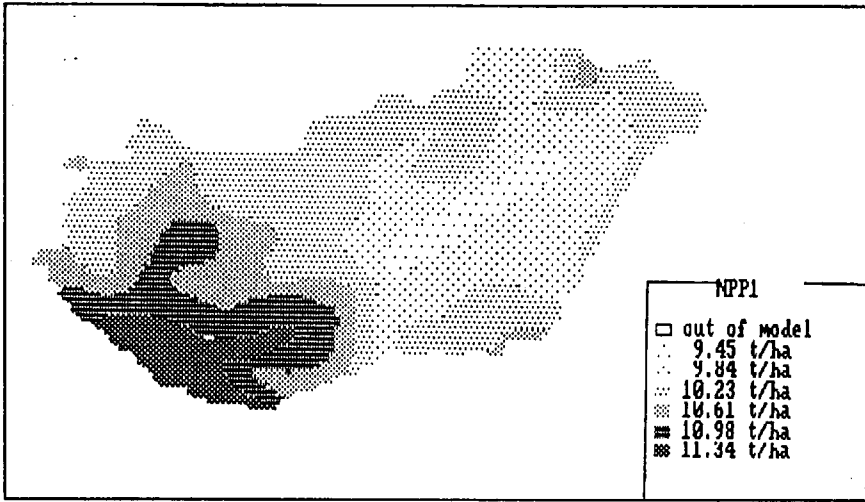 NPP1
out of model
9.45 t/ha
9.84 t/ha
10.23 t/ha
10.61 t/ha
10.98 t/ha
11.34 t/ha